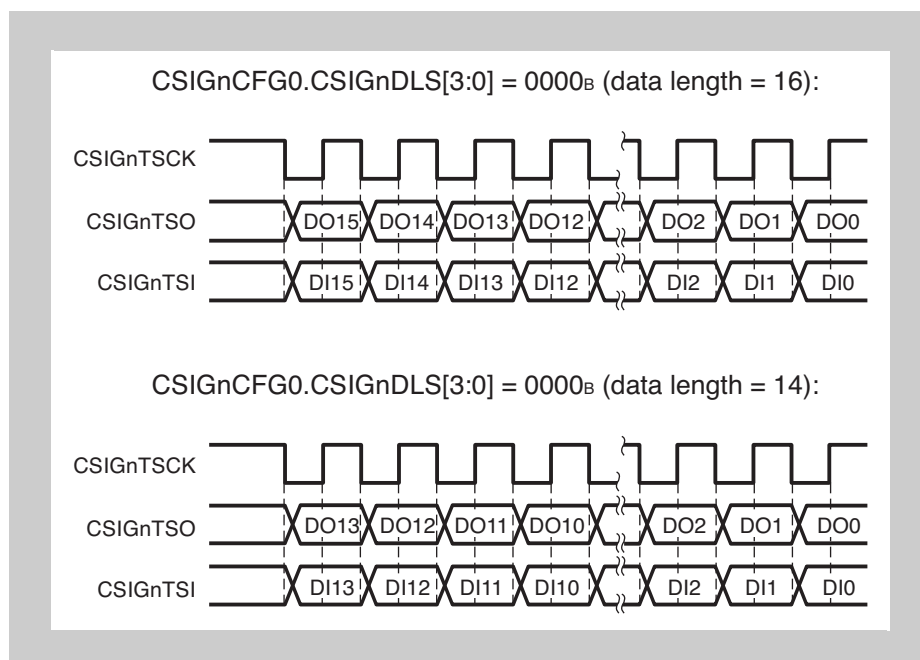 CSIGnCFG0.CSIGnDLS[3:0] = 0000B (data length = 16):
CSIGnTSCK
CSIGnTSO DO15 DO14 DO13 DO12 DO2 DO1 DO0
CSIGnTSI DI15 DI14 DI13 DI12 DI2 DI1 DI0
CSIGnCFG0.CSIGnDLS[3:0] = 0000B (data length = 14):
CSIGnTSCK
CSIGnTSO DO13 DO12 DO11 DO10 DO2 DO1 DO0
CSIGnTSI DI13 DI12 DI11 DI10 DI2 DI1 DI0